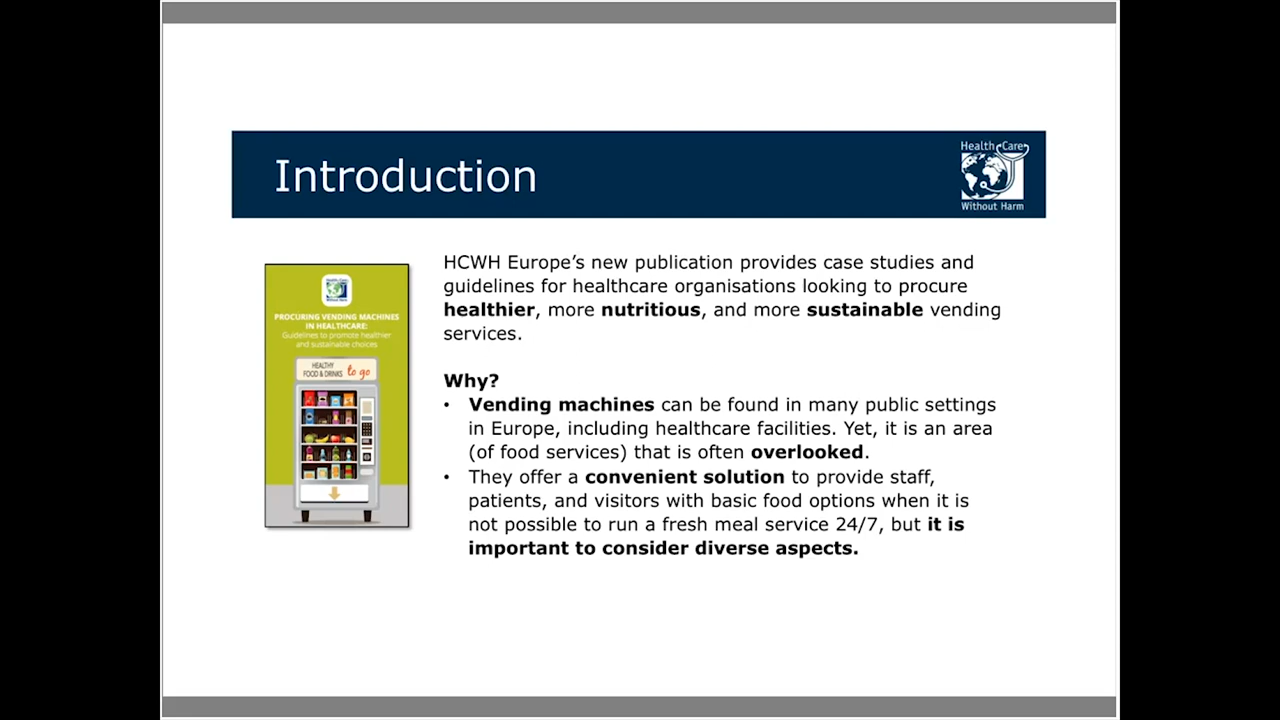 Introduction
Health Care
Without Harm
Health Care
Without Harm
PROCURING VENDING MACHINES
IN HEALTHCARE:
Guidelines to promote healthier
and sustainable choices
HEALTHY
FOOD & DRINKS to go
HCWH Europe’s new publication provides case studies and
guidelines for healthcare organisations looking to procure
healthier, more nutritious, and more sustainable vending
services.
Why?
• Vending machines can be found in many public settings
in Europe, including healthcare facilities. Yet, it is an area
(of food services) that is often overlooked.
• They offer a convenient solution to provide staff,
patients, and visitors with basic food options when it is
not possible to run a fresh meal service 24/7, but it is
important to consider diverse aspects.